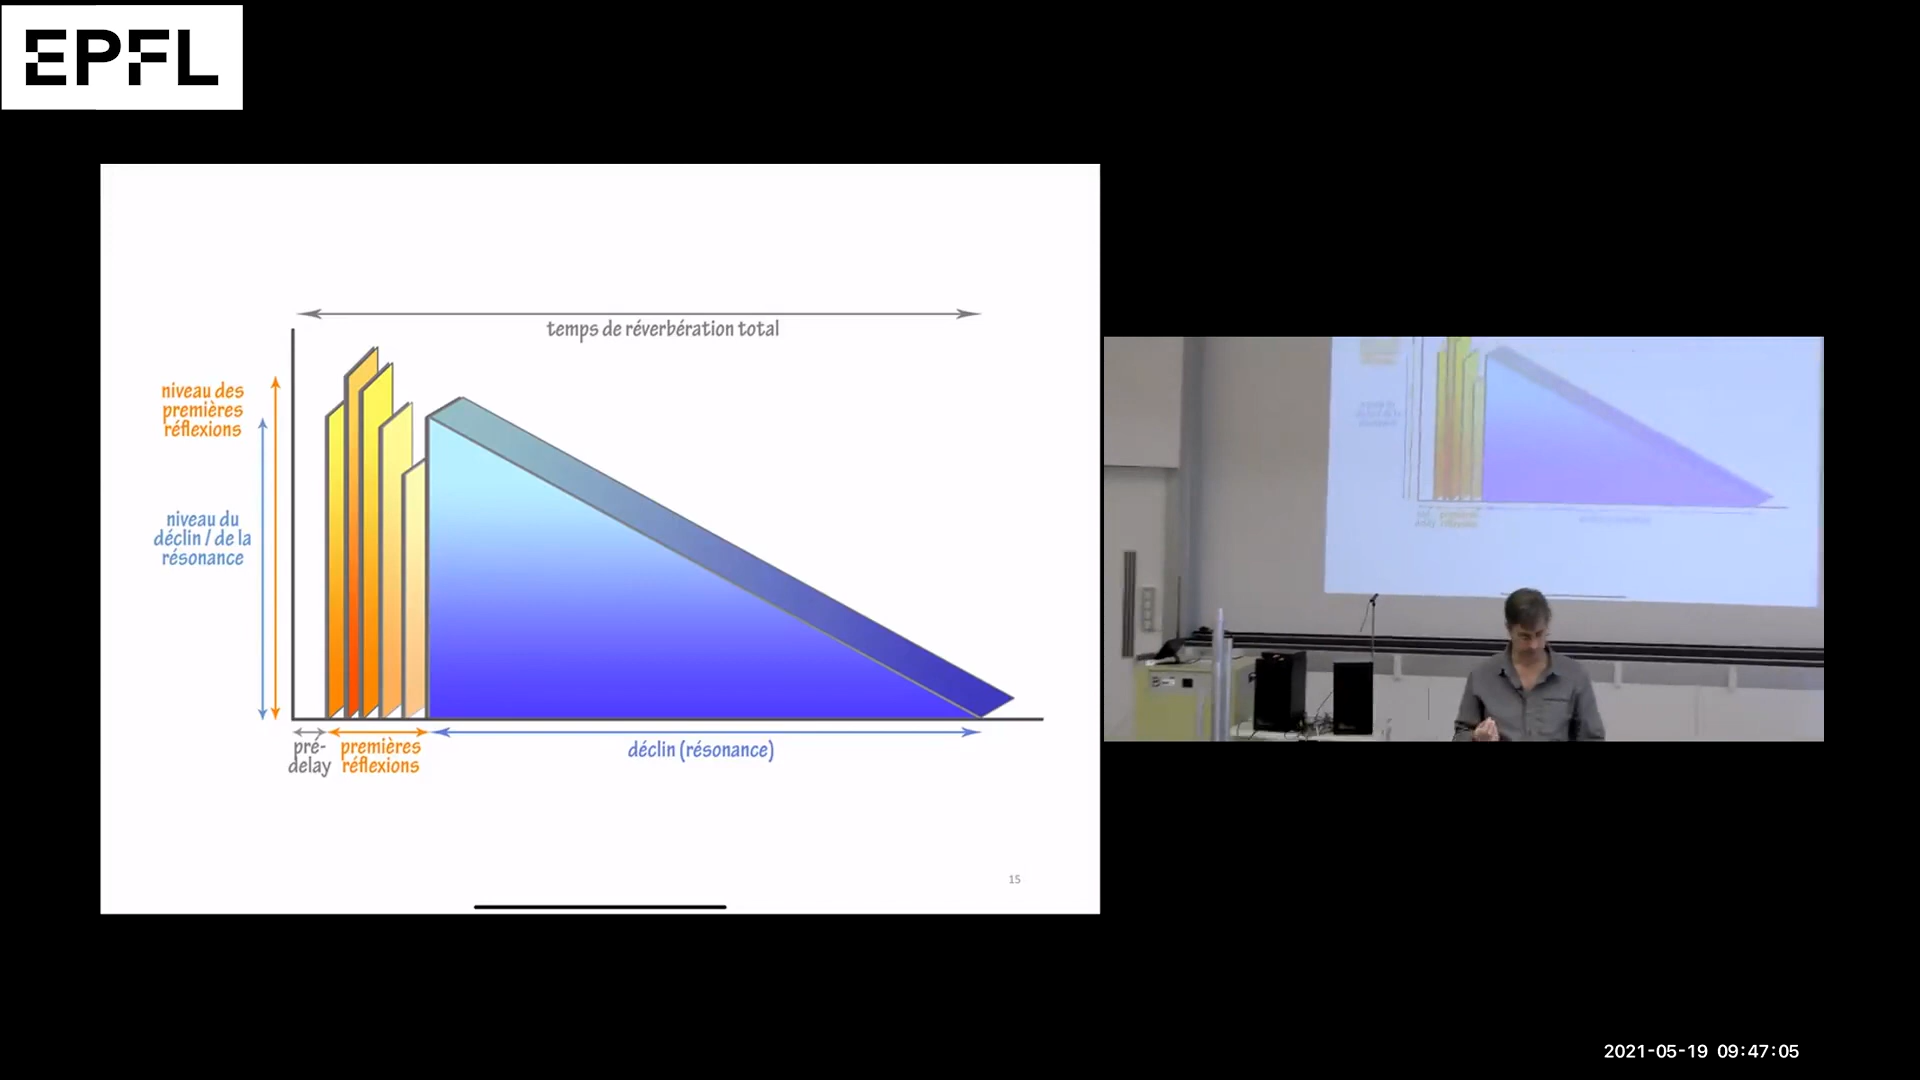 EPFL
temps de réverbération total
niveau des
premières
réflexions
niveau du
déclin / de la
résonance
pré-
delay
premières
réflexions
déclin (résonance)
15
2021-05-19 09:47:05